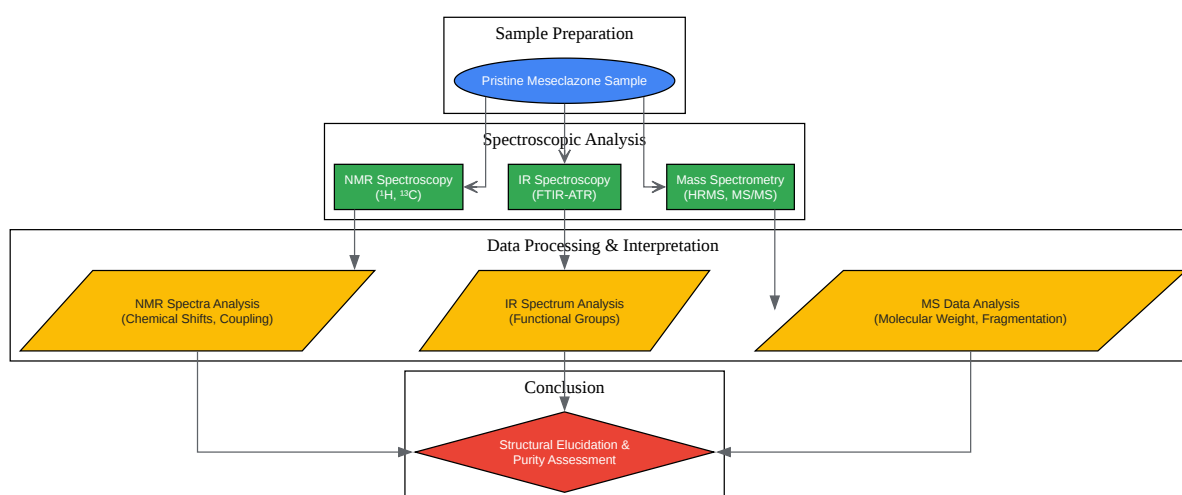 Sample Preparation
Pristine Meseclazone Sample
Spectroscopic Analysis
NMR Spectroscopy
(¹H, ¹³C)
IR Spectroscopy
(FTIR-ATR)
Mass Spectrometry
(HRMS, MS/MS)
Data Processing & Interpretation
NMR Spectra Analysis
(Chemical Shifts, Coupling)
IR Spectrum Analysis
(Functional Groups)
MS Data Analysis
(Molecular Weight, Fragmentation)
Conclusion
Structural Elucidation &
Purity Assessment